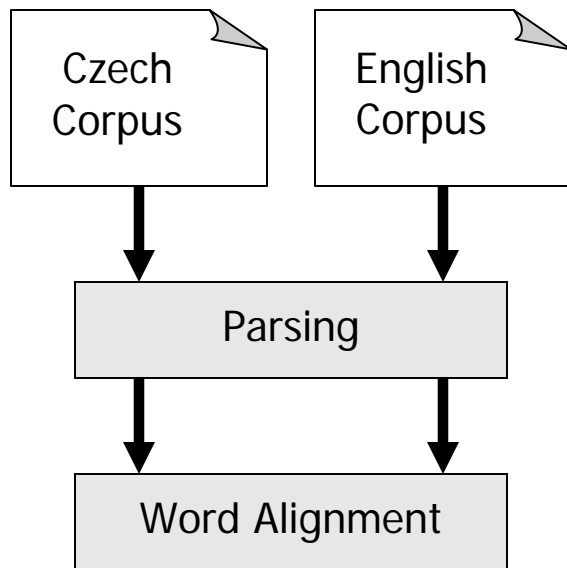 Czech
Corpus
English
Corpus
Parsing
Word Alignment